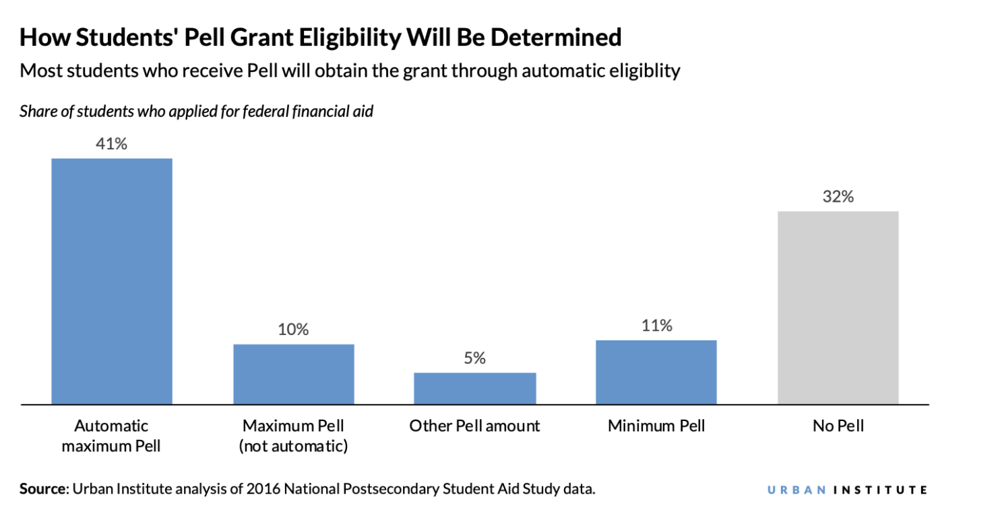 How Students' Pell Grant Eligibility Will Be Determined
Most students who receive Pell will obtain the grant through automatic eligiblity
Share of students who applied for federal financial aid
41%
10%
5%
11%
32%
Automatic
maximum Pell
Maximum Pell
(not automatic)
Other Pell amount
Minimum Pell
No Pell
Source: Urban Institute analysis of 2016 National Postsecondary Student Aid Study data.
URBAN INSTITUTE